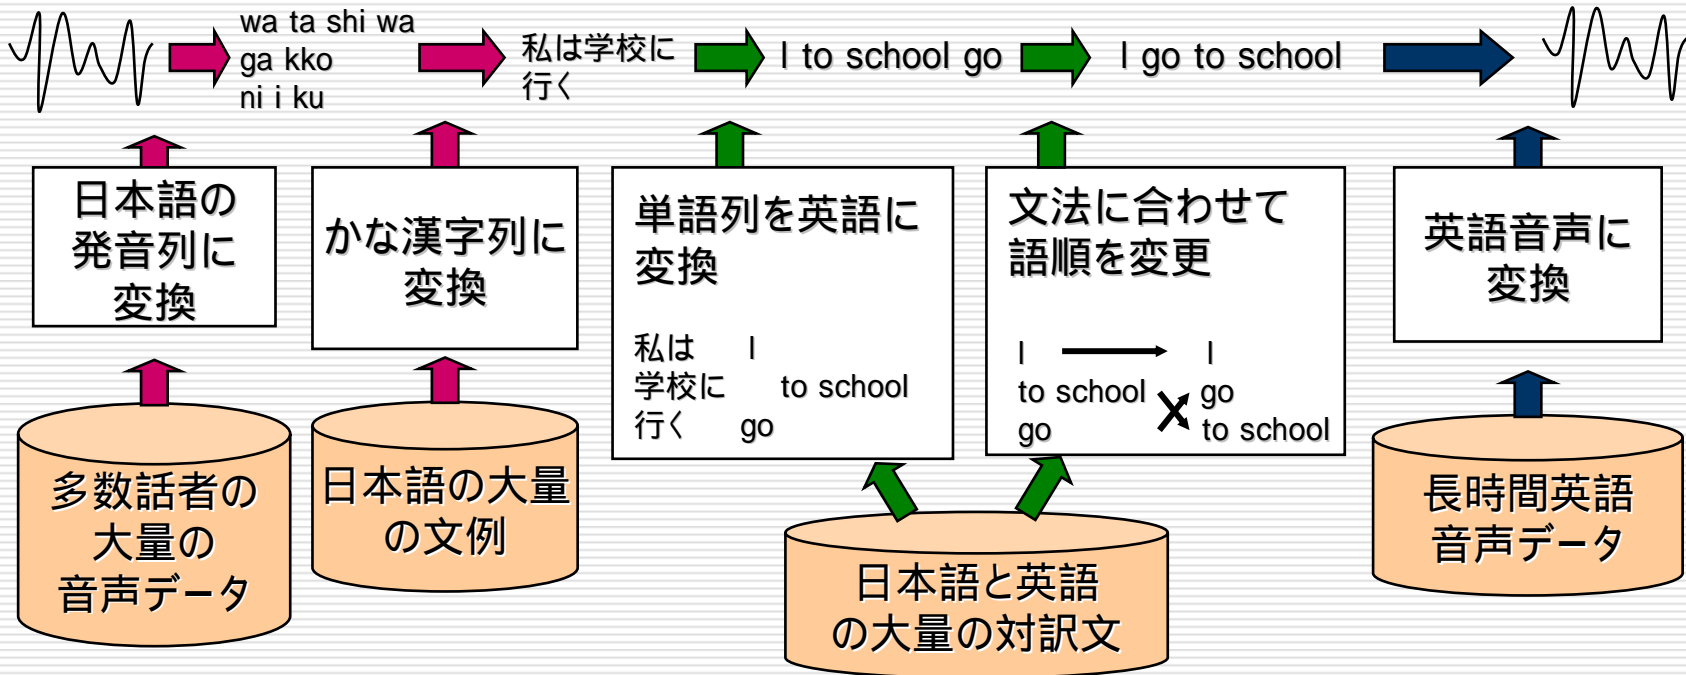 wa ta shi wa
ga kko
ni i ku
私は学校に
行く
I to school go
I go to school
日本語の
発音列に
変換
かな漢字列に
変換
単語列を英語に
変換
私は I
学校に to school
行く go
文法に合わせて
語順を変更
I I
to school go
go to school
英語音声に
変換
多数話者の
大量の
音声データ
日本語の大量
の文例
日本語と英語
の大量の対訳文
長時間英語
音声データ